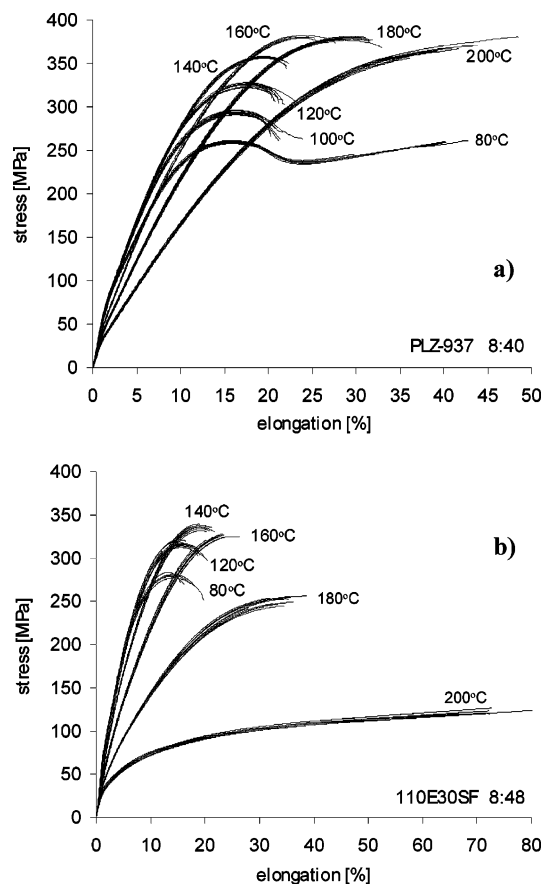 400
160°C
180°C
350
140°C
200°C
300
120°C
100°C
250
80°C
200
150
100
50
0
stress [MPa]
a)
PLZ-937 8:40
0 5 10 15 20 25 30 35 40 45 50
elongation [%]
400
350
140°C
160°C
b)
300
120°C
80°C
250
180°C
200
150
200°C
100
50
0
stress [MPa]
110E30SF 8:48
0 10 20 30 40 50 60 70 80
elongation [%]